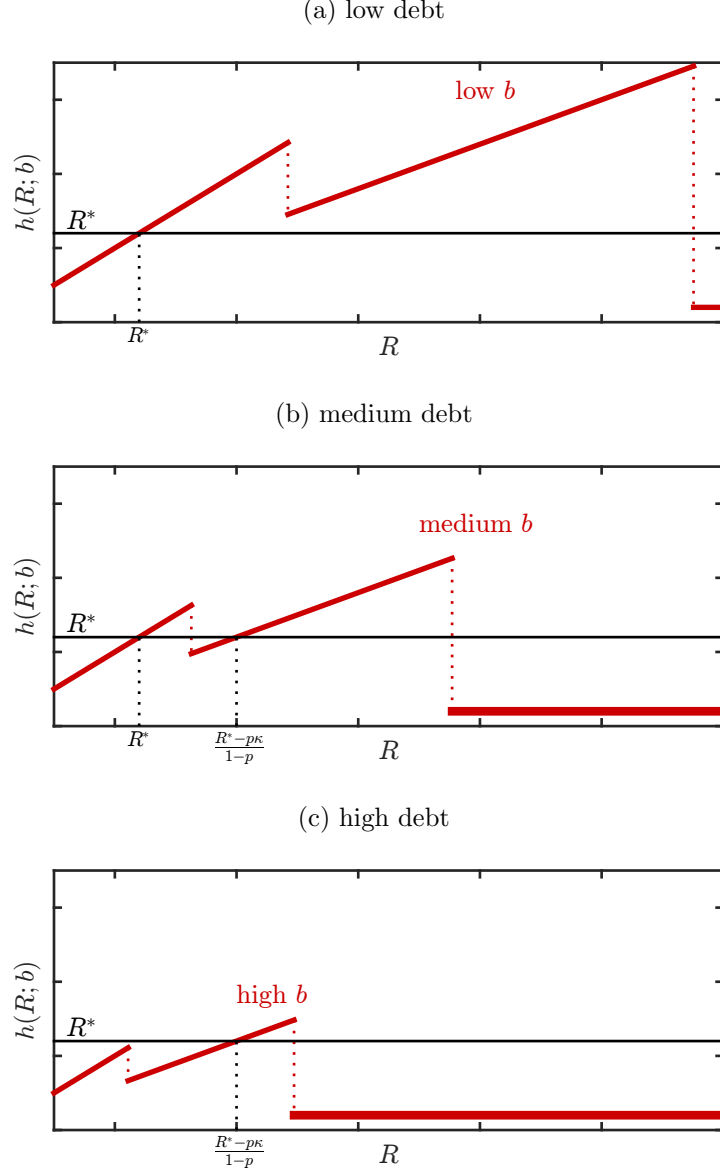 (a) low debt
low b
h(R; b)
R*
R*
R
(b) medium debt
medium b
h(R; b)
R*
R*
R*−pκ
1−p
R
(c) high debt
high b
h(R; b)
R*
R*−pκ
1−p
R